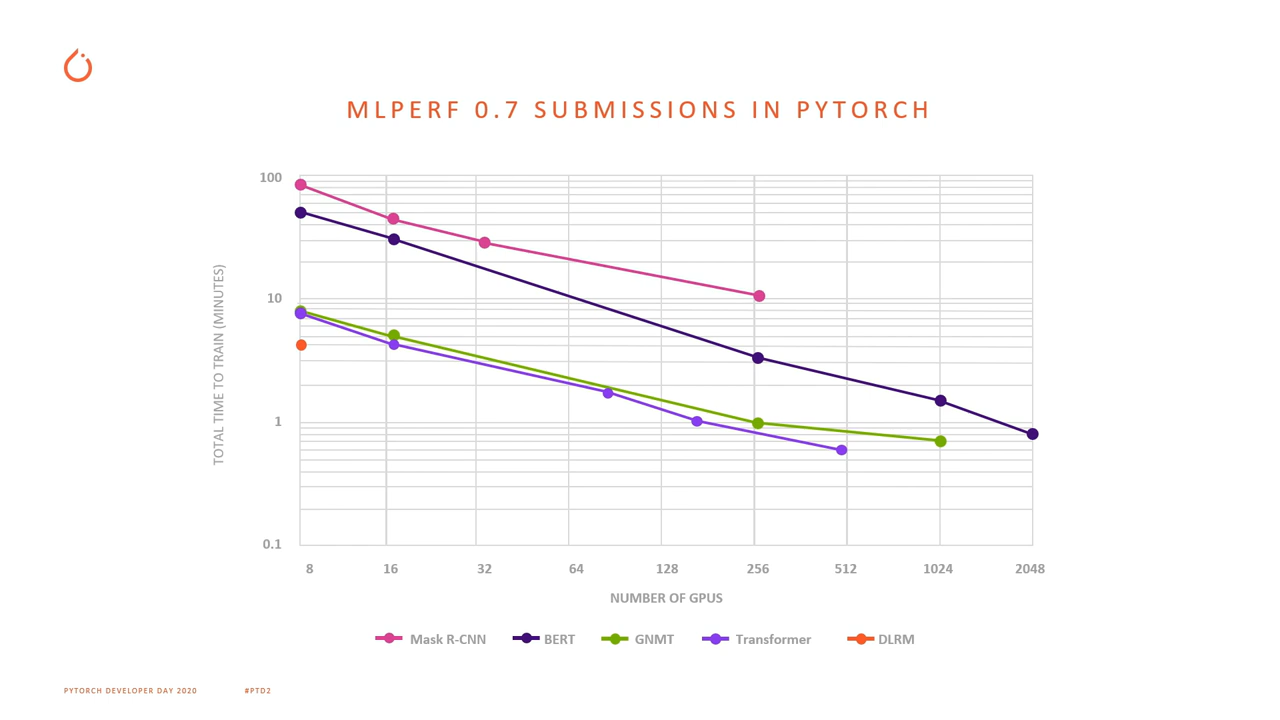 MLPERF 0.7 SUBMISSIONS IN PYTORCH
100
10
1
0.1
TOTAL TIME TO TRAIN (MINUTES)
8 16 32 64 128 256 512 1024 2048
NUMBER OF GPUS
Mask R-CNN BERT GNMT Transformer DLRM
PYTORCH DEVELOPER DAY 2020 #PTD2